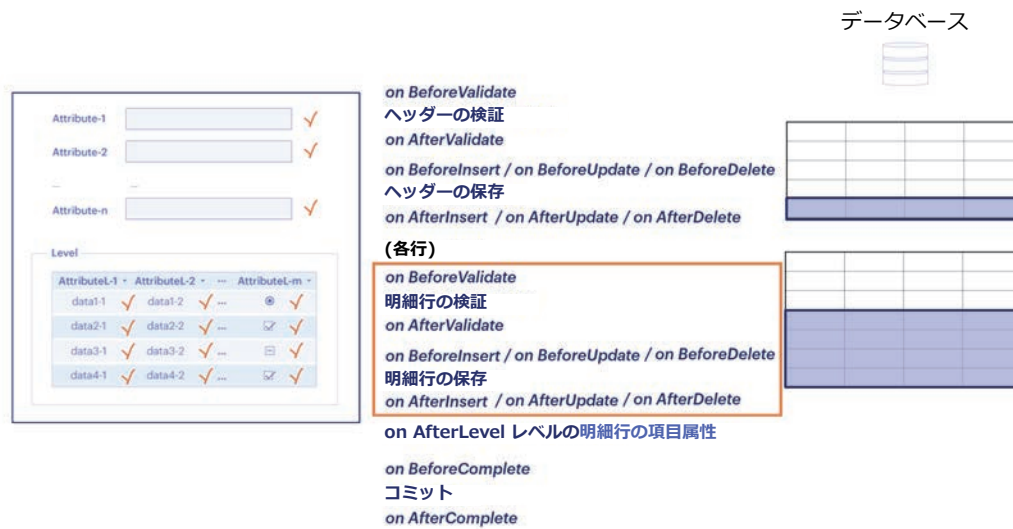 データベース
on BeforeValidate
ヘッダーの検証
on AfterValidate
on BeforeInsert / on BeforeUpdate / on BeforeDelete
ヘッダーの保存
on AfterInsert / on AfterUpdate / on AfterDelete
(各行)
on BeforeValidate
明細行の検証
on AfterValidate
on BeforeInsert / on BeforeUpdate / on BeforeDelete
明細行の保存
on AfterInsert / on AfterUpdate / on AfterDelete
on AfterLevel レベルの明細行の項目属性
on BeforeComplete
コミット
on AfterComplete
Attribute-1
Attribute-2
Attribute-n
Level
AttributeL-1 AttributeL-2 ... AttributeL-m
data1-1 data1-2 ...
data2-1 data2-2 ...
data3-1 data3-2 ...
data4-1 data4-2 ...